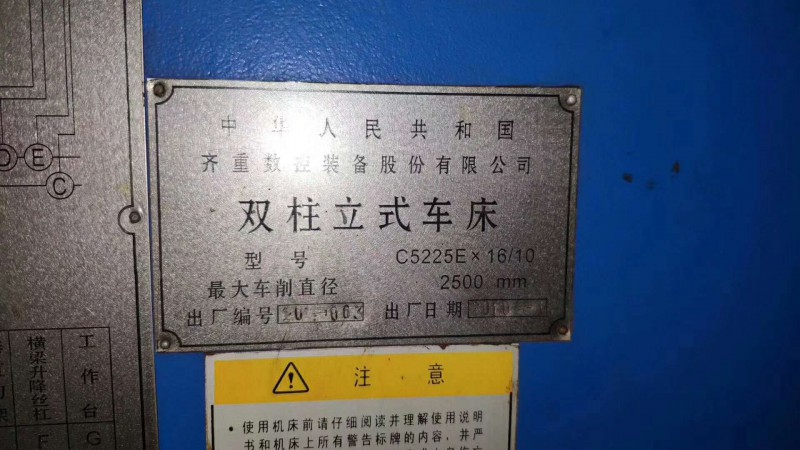 中华人民共和国
齐重数控装备股份有限公司
双柱立式车床
型号 C5225E×16/10
最大车削直径 2500 mm
出厂编号 出厂日期
D E
C
工作台
横梁升降丝杠
G
F
注意
• 使用机床前请仔细阅读并理解使用说明
书和机床上所有警告标牌的内容，并严